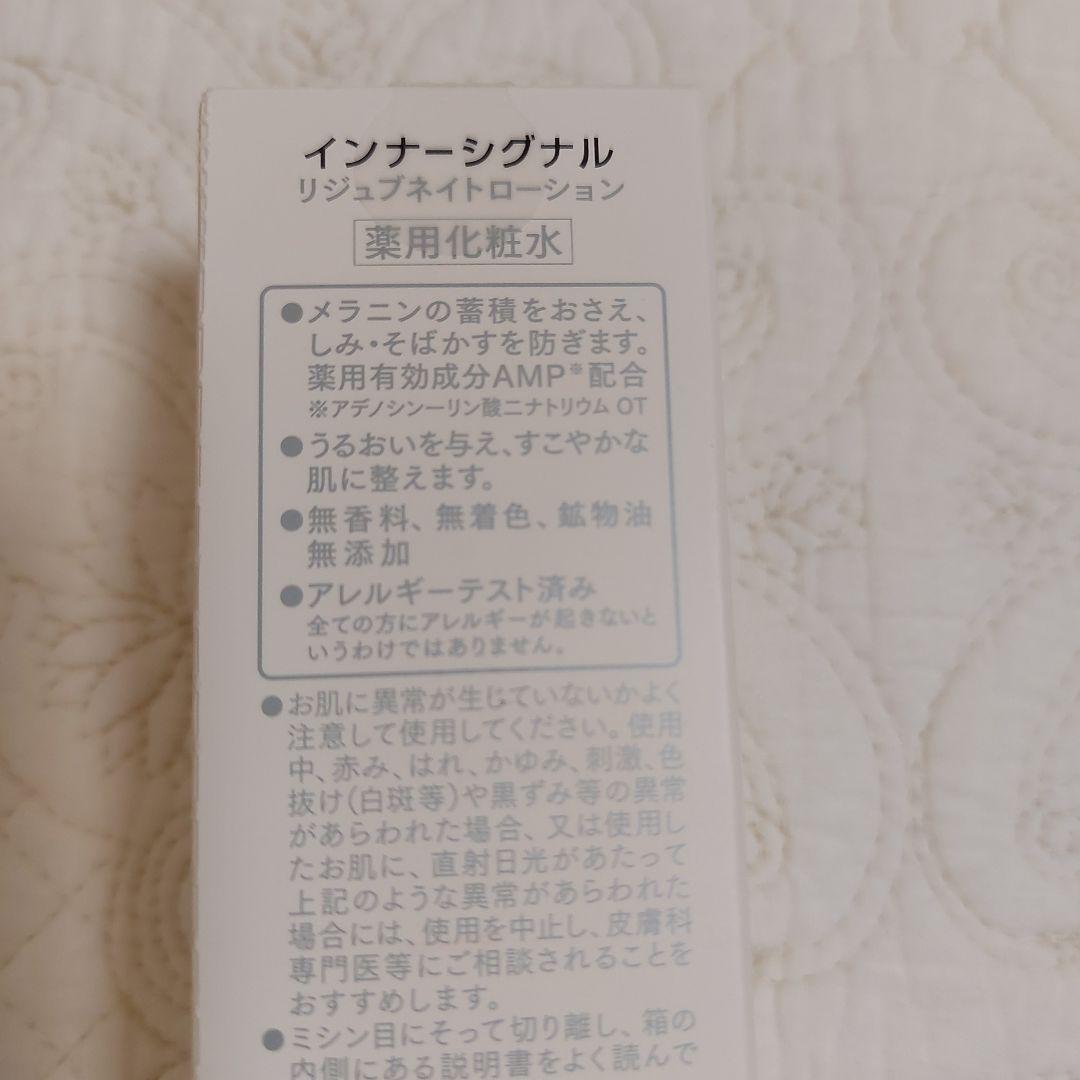 インナーシグナル
リジュブネイトローション
薬用化粧水
●メラニンの蓄積をおさえ、
しみ・そばかすを防ぎます。
薬用有効成分AMP※配合
※アデノシン一リン酸二ナトリウム OT
●うるおいを与え、すこやかな
肌に整えます。
●無香料、無着色、鉱物油
無添加
●アレルギーテスト済み
全ての方にアレルギーが起きないと
いうわけではありません。
●お肌に異常が生じていないかよく
注意して使用してください。使用
中、赤み、はれ、かゆみ、刺激、色
抜け(白斑等)や黒ずみ等の異常
があらわれた場合、又は使用し
たお肌に、直射日光があたって
上記のような異常があらわれた
場合には、使用を中止し、皮膚科
専門医等にご相談されることを
おすすめします。
●ミシン目にそって切り離し、箱の
内側にある説明書をよく読んで